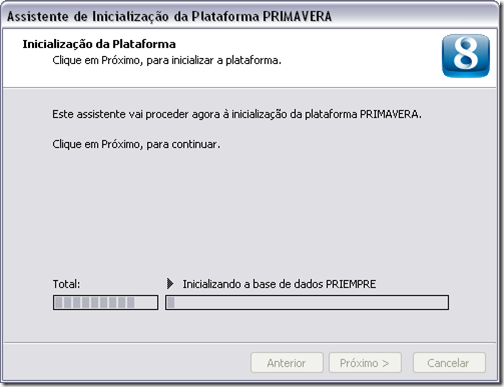 Assistente de Inicialização da Plataforma PRIMAVERA
Inicialização da Plataforma
Clique em Próximo, para inicializar a plataforma.
8
Este assistente vai proceder agora à inicialização da plataforma PRIMAVERA.
Clique em Próximo, para continuar.
Total:
Inicializando a base de dados PRIEMPRE
Anterior
Próximo >
Cancelar